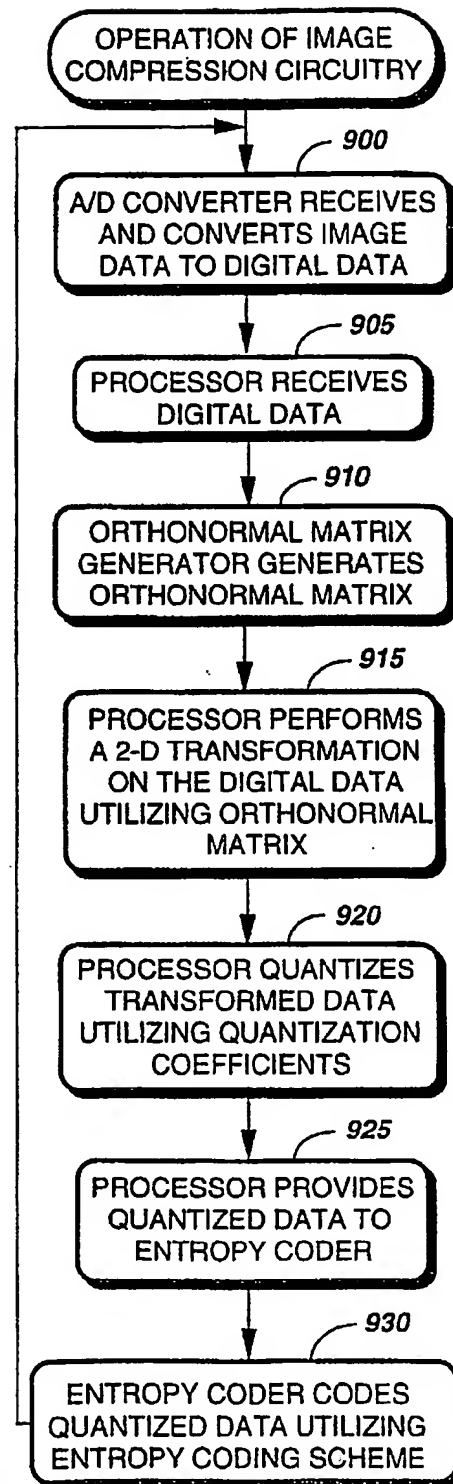 OPERATION OF IMAGE
COMPRESSION CIRCUITRY
900
A/D CONVERTER RECEIVES
AND CONVERTS IMAGE
DATA TO DIGITAL DATA
905
PROCESSOR RECEIVES
DIGITAL DATA
910
ORTHONORMAL MATRIX
GENERATOR GENERATES
ORTHONORMAL MATRIX
915
PROCESSOR PERFORMS
A 2-D TRANSFORMATION
ON THE DIGITAL DATA
UTILIZING ORTHONORMAL
MATRIX
920
PROCESSOR QUANTIZES
TRANSFORMED DATA
UTILIZING QUANTIZATION
COEFFICIENTS
925
PROCESSOR PROVIDES
QUANTIZED DATA TO
ENTROPY CODER
930
ENTROPY CODER CODES
QUANTIZED DATA UTILIZING
ENTROPY CODING SCHEME